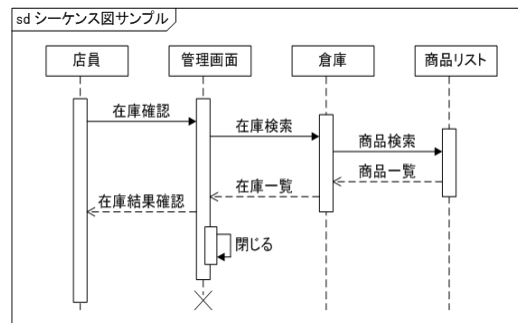 sd シーケンス図サンプル
店員
管理画面
倉庫
商品リスト
在庫確認
在庫検索
商品検索
商品一覧
在庫一覧
在庫結果確認
閉じる